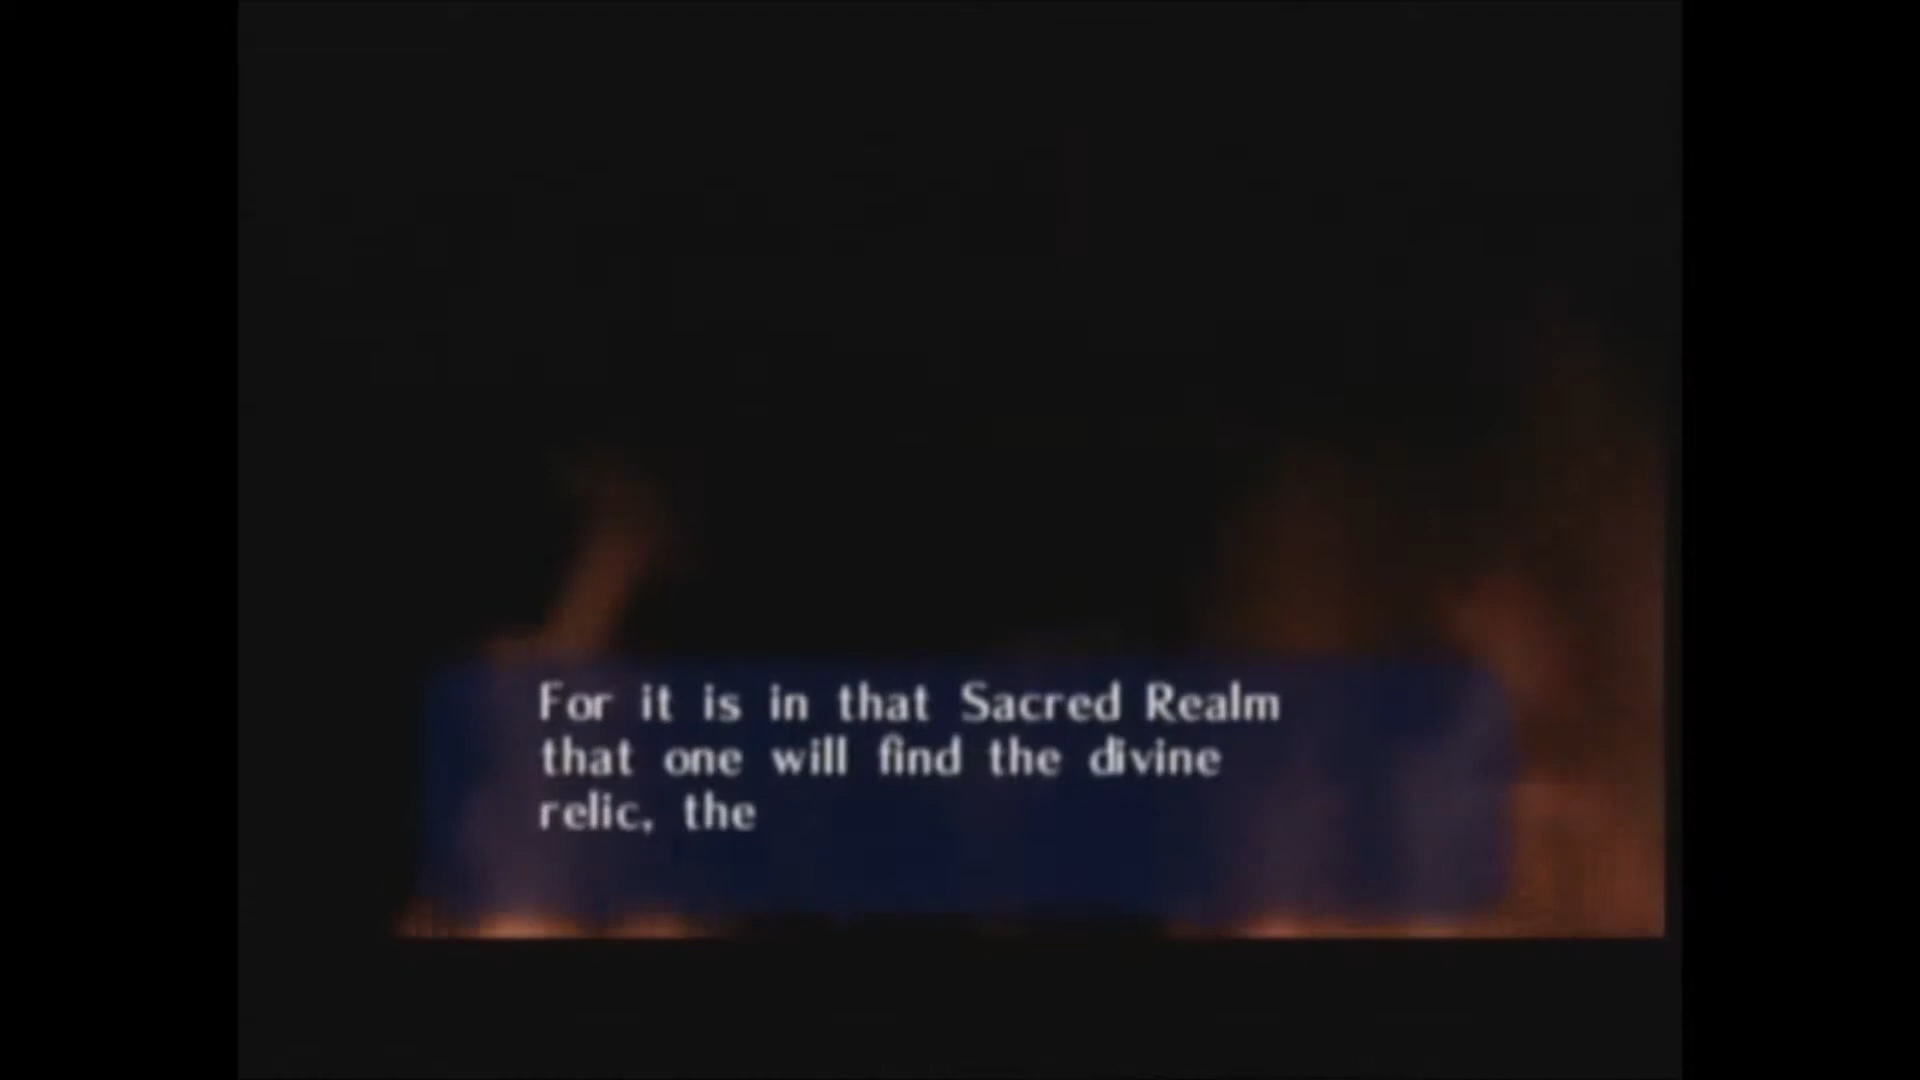 For it is in that Sacred Realm
that one will find the divine
relic, the